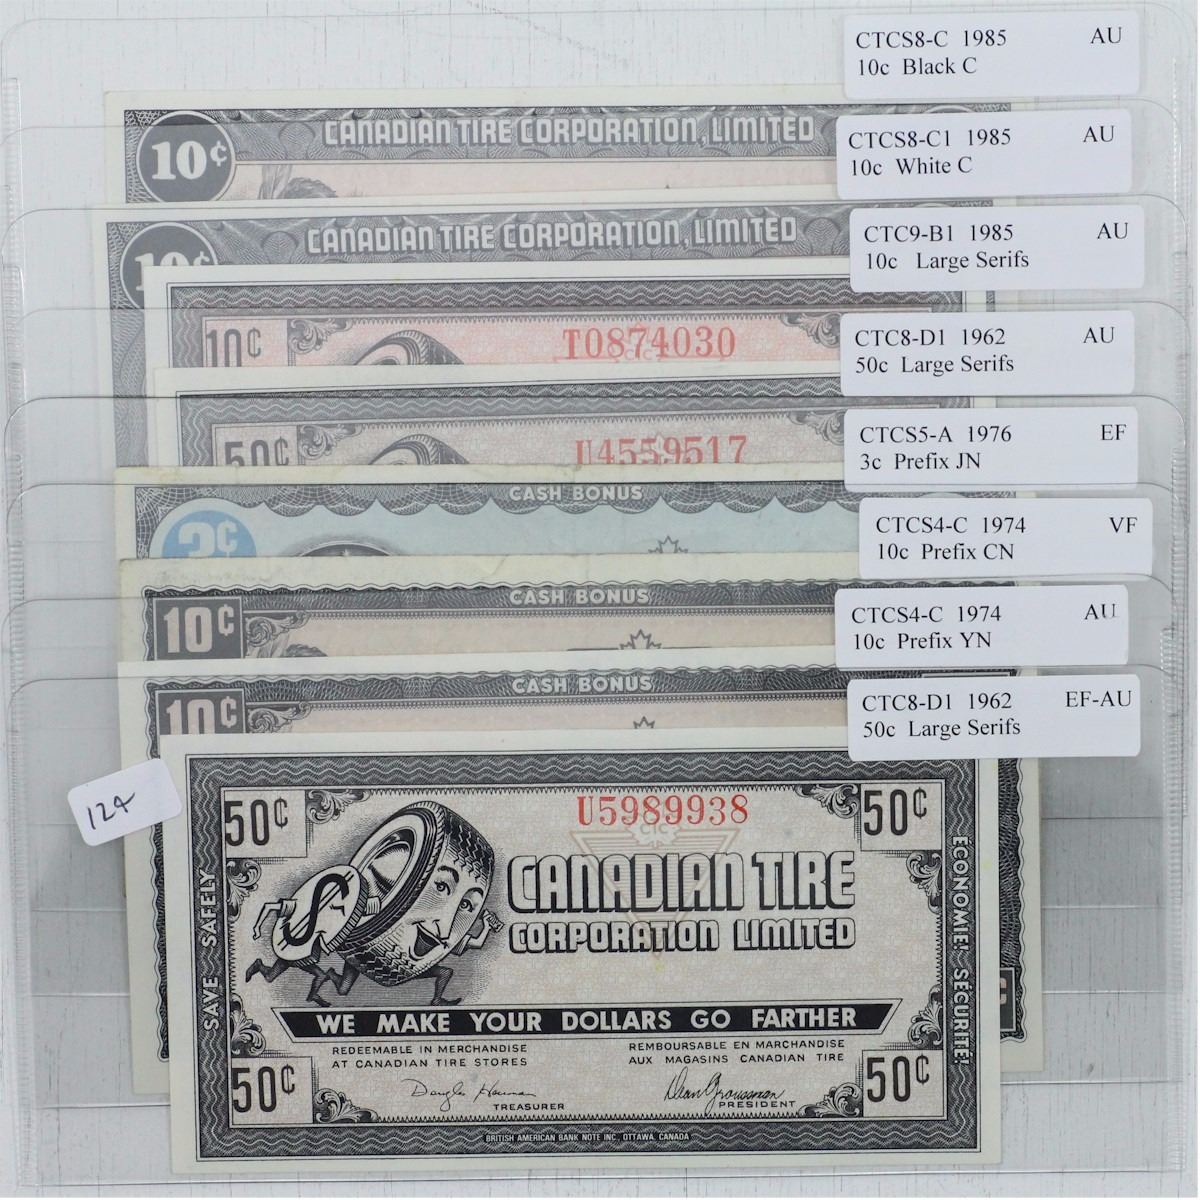 CTCS8-C 1985 AU
10c Black C
10¢ CANADIAN TIRE CORPORATION, LIMITED
CTCS8-C1 1985 AU
10c White C
10¢ CANADIAN TIRE CORPORATION, LIMITED
CTC9-B1 1985 AU
10c Large Serifs
10¢ T0874030
CTC8-D1 1962 AU
50c Large Serifs
50¢ U4559517
CTCS5-A 1976 EF
3c Prefix JN
CASH BONUS
3¢
CTCS4-C 1974 VF
10c Prefix CN
CASH BONUS
10¢
CTCS4-C 1974 AU
10c Prefix YN
CASH BONUS
10¢
CTC8-D1 1962 EF-AU
50c Large Serifs
124
50¢ U5989938 50¢
CTC
CANADIAN TIRE
CORPORATION LIMITED
SAVE SAFELY
ÉCONOMIE! SÉCURITÉ!
WE MAKE YOUR DOLLARS GO FARTHER
REDEEMABLE IN MERCHANDISE
AT CANADIAN TIRE STORES
REMBOURSABLE EN MARCHANDISE
AUX MAGASINS CANADIAN TIRE
50¢ 50¢
TREASURER
PRESIDENT
BRITISH AMERICAN BANK NOTE INC., OTTAWA, CANADA